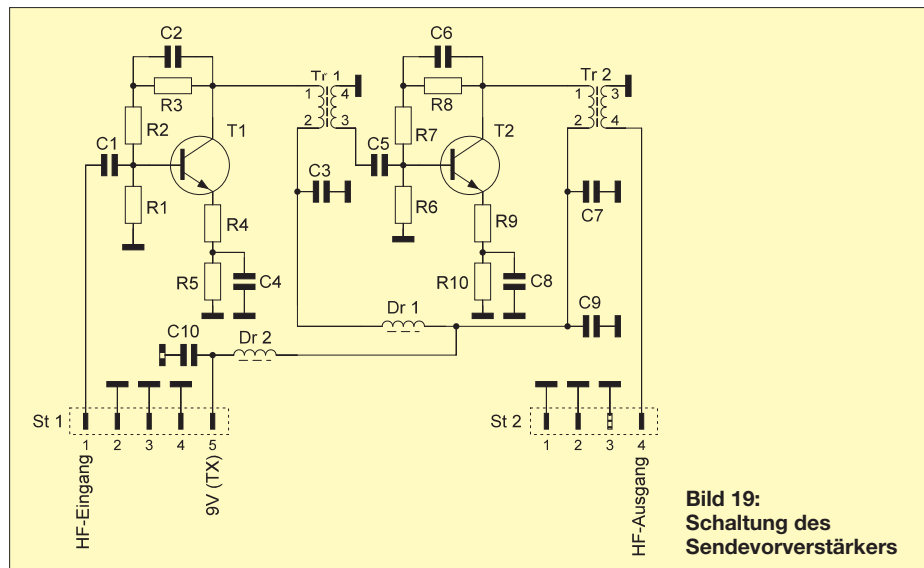 C2
C6
Tr 1
Tr 2
1 4
1 3
R3
R8
R2
T1
R7
T2
2 3
2 4
C1
C5
C3
C7
R1
R6
R4
R9
R5
C4
R10
C8
Dr 1
C9
C10
Dr 2
St 1
St 2
1 2 3 4 5
1 2 3 4
HF-Eingang
9V (TX)
HF-Ausgang
Bild 19:
Schaltung des
Sendevorverstärkers